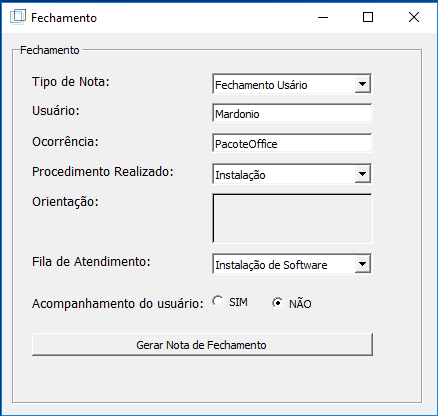 Fechamento
Fechamento
Tipo de Nota: Fechamento Usário
Usuário: Mardonio
Ocorrência: PacoteOffice
Procedimento Realizado: Instalação
Orientação:
Fila de Atendimento: Instalação de Software
Acompanhamento do usuário: SIM NÃO
Gerar Nota de Fechamento